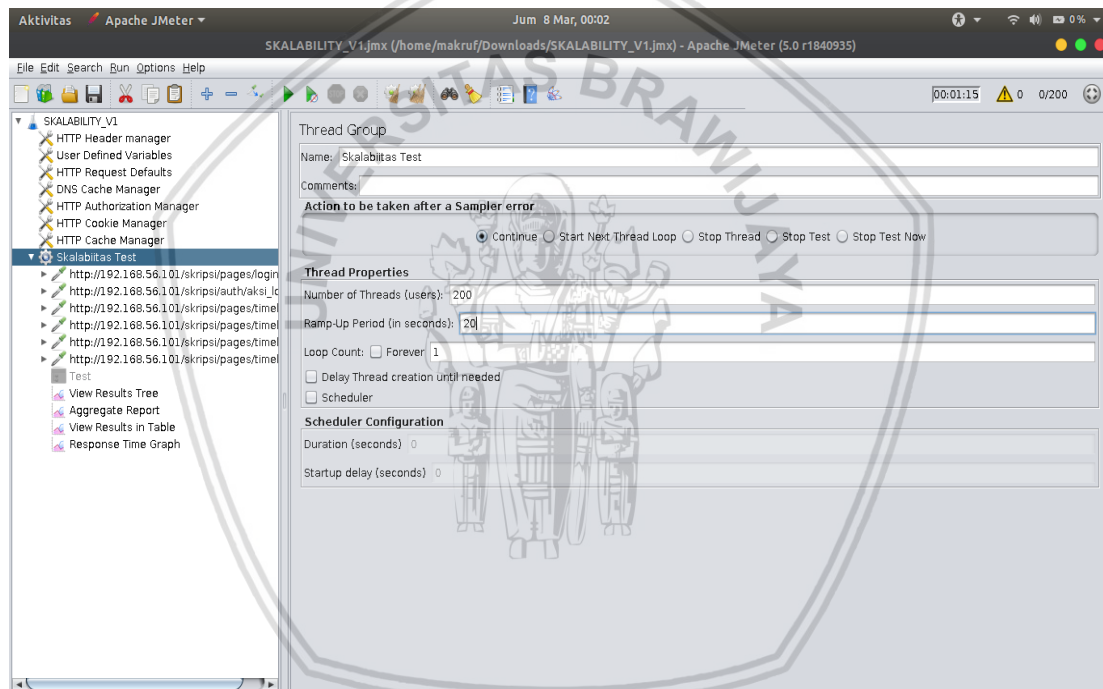 Aktivitas Apache JMeter Jum 8 Mar, 00:02 0%
SKALABILITY_V1.jmx (/home/makruf/Downloads/SKALABILITY_V1.jmx) - Apache JMeter (5.0 r1840935)
File Edit Search Run Options Help
00:01:15 0 0/200
SKALABILITY_V1
HTTP Header manager
User Defined Variables
HTTP Request Defaults
DNS Cache Manager
HTTP Authorization Manager
HTTP Cookie Manager
HTTP Cache Manager
Skalabiitas Test
http://192.168.56.101/skripsi/pages/login
http://192.168.56.101/skripsi/auth/aksi_lo
http://192.168.56.101/skripsi/pages/timel
http://192.168.56.101/skripsi/pages/timel
http://192.168.56.101/skripsi/pages/timel
http://192.168.56.101/skripsi/pages/timel
Test
View Results Tree
Aggregate Report
View Results in Table
Response Time Graph
Thread Group
Name: Skalabiitas Test
Comments:
Action to be taken after a Sampler error
Continue Start Next Thread Loop Stop Thread Stop Test Stop Test Now
Thread Properties
Number of Threads (users): 200
Ramp-Up Period (in seconds): 20
Loop Count: Forever 1
Delay Thread creation until needed
Scheduler
Scheduler Configuration
Duration (seconds) 0
Startup delay (seconds) 0
UNIVERSITAS BRAWIJAYA